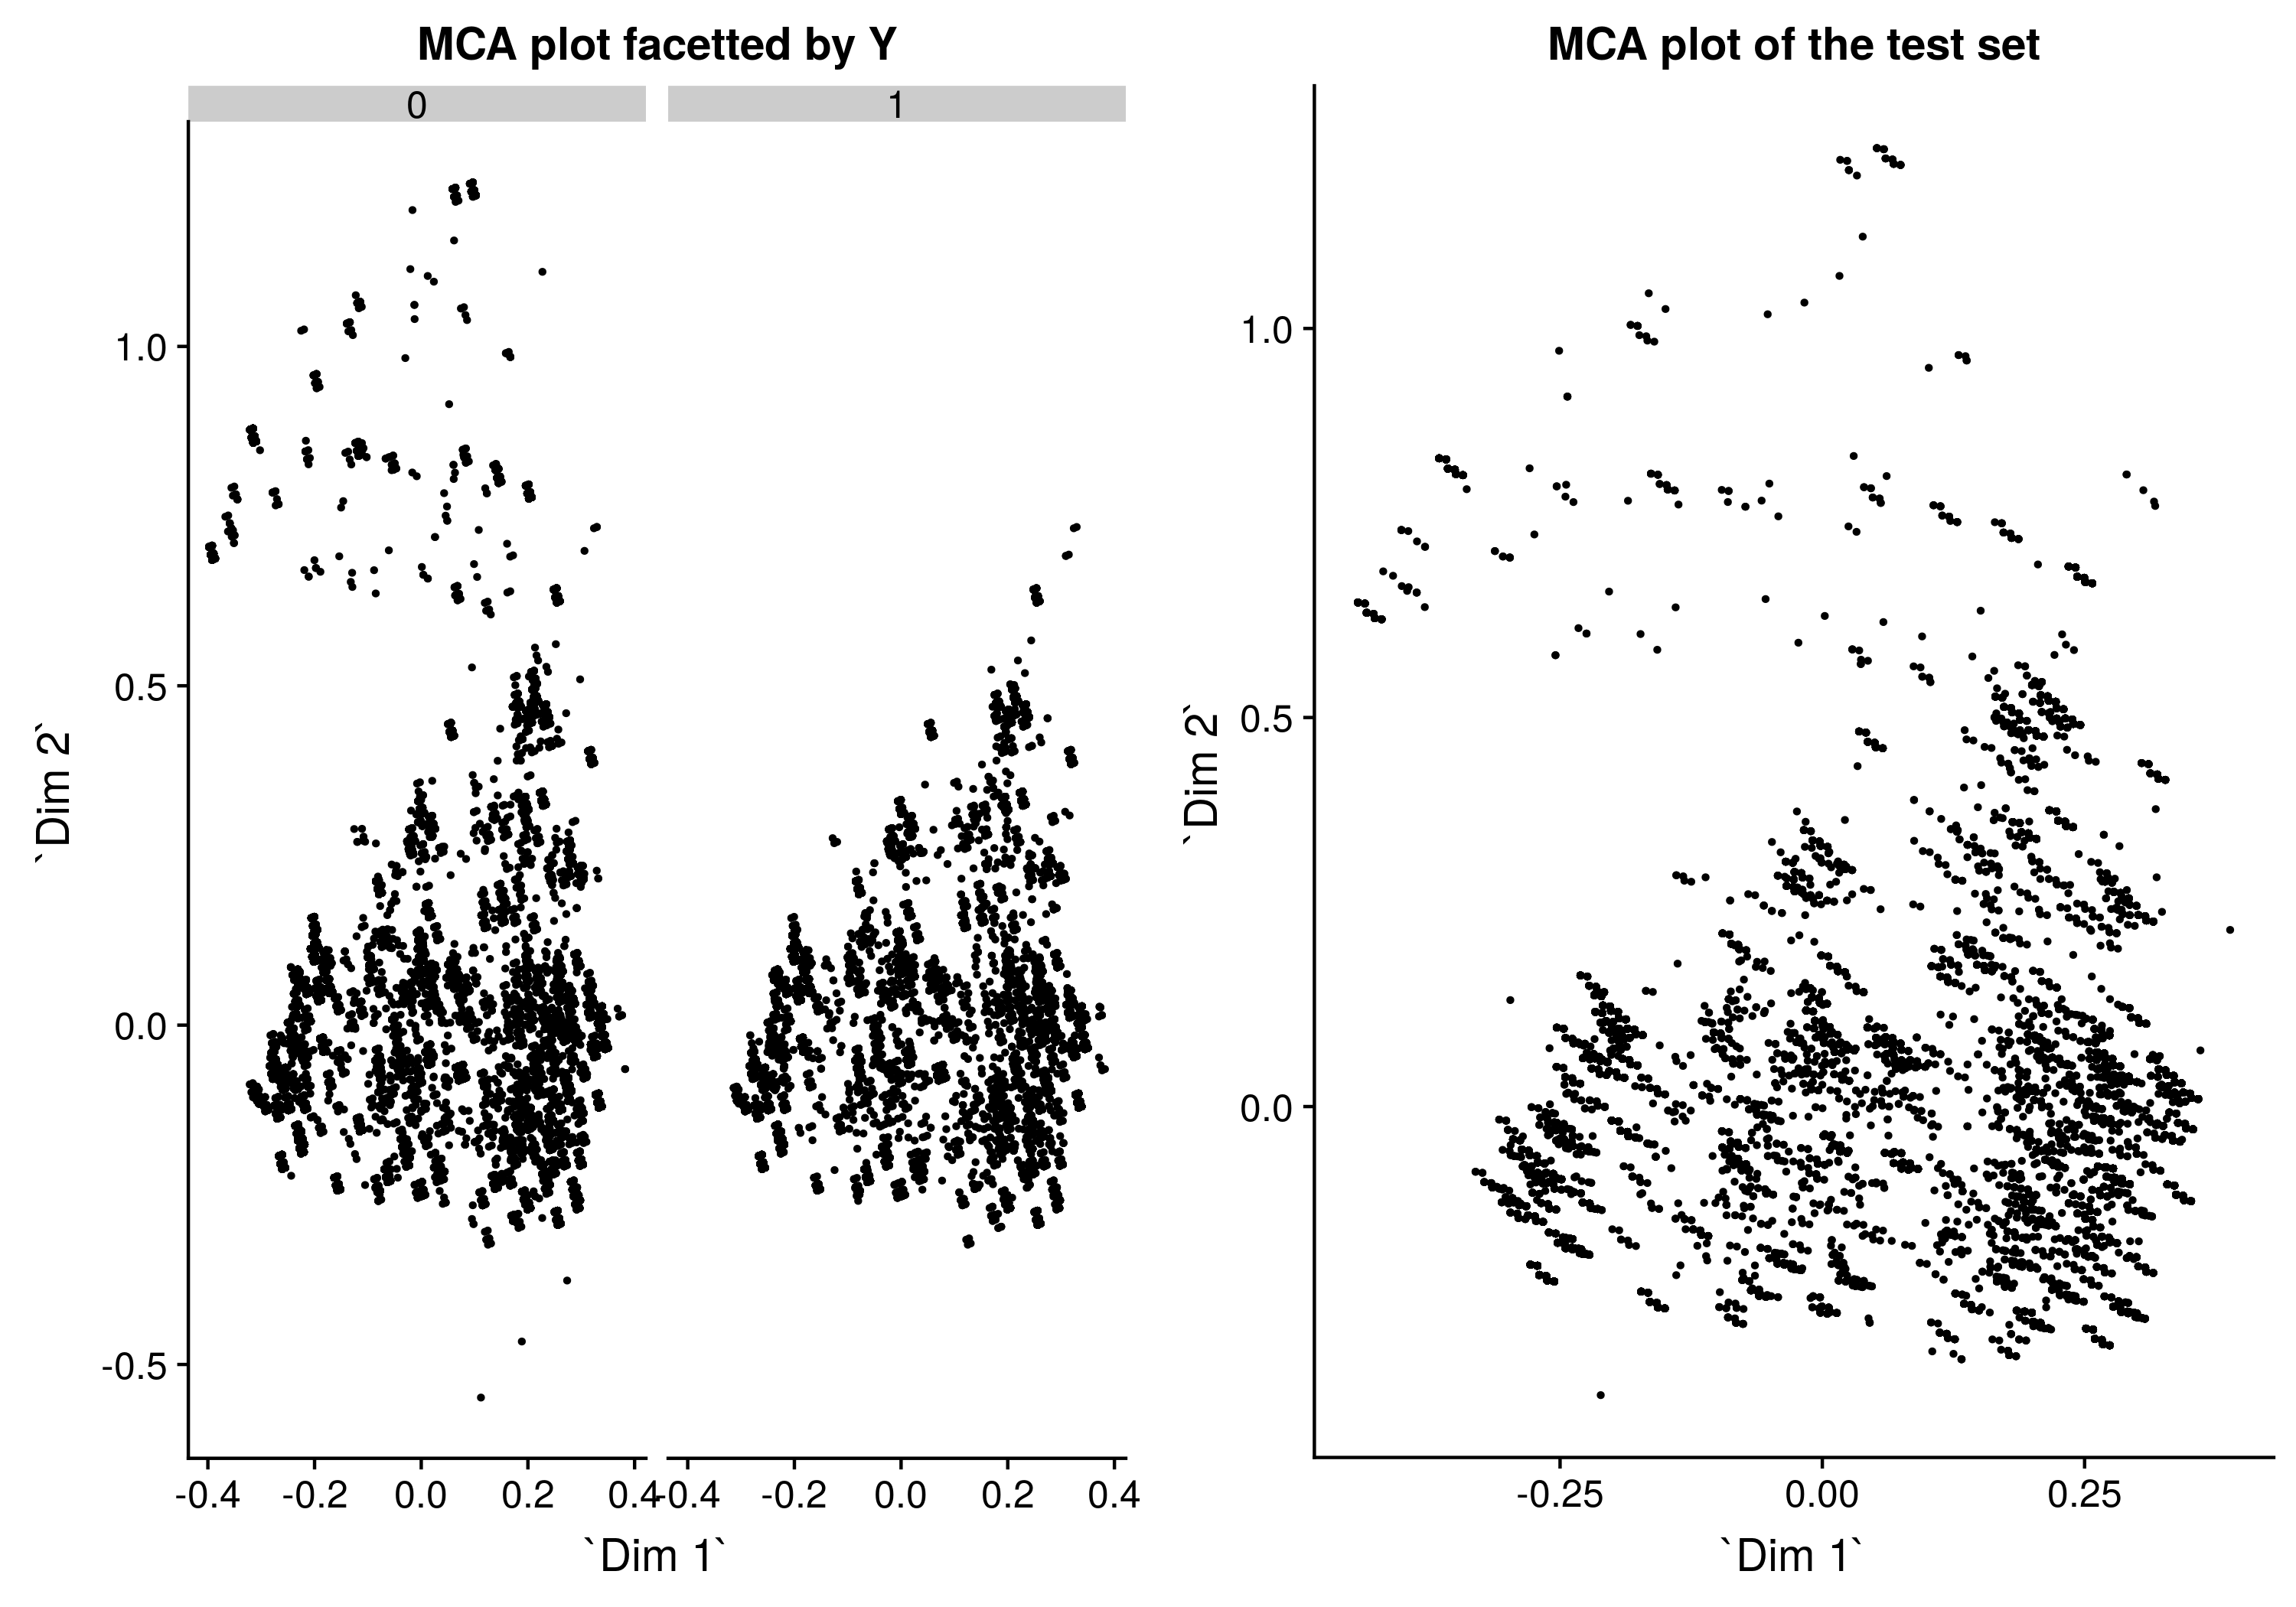 MCA plot facetted by Y
0 1
1.0
0.5
0.0
-0.5
`Dim 2`
-0.4 -0.2 0.0 0.2 0.4 -0.4 -0.2 0.0 0.2 0.4
`Dim 1`
MCA plot of the test set
1.0
0.5
0.0
`Dim 2`
-0.25 0.00 0.25
`Dim 1`